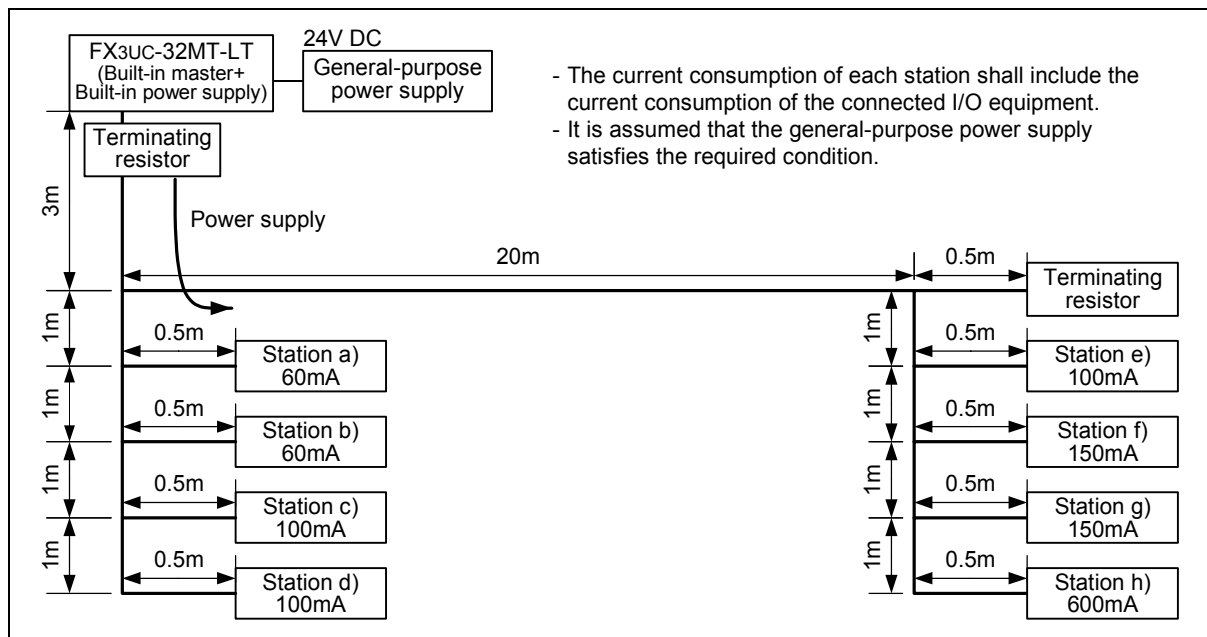 24V DC
FX3UC-32MT-LT
(Built-in master+
Built-in power supply)
General-purpose
power supply
- The current consumption of each station shall include the
current consumption of the connected I/O equipment.
- It is assumed that the general-purpose power supply
satisfies the required condition.
Terminating
resistor
3m
Power supply
20m
0.5m
Terminating
resistor
1m
0.5m
Station a)
60mA
1m
0.5m
Station b)
60mA
1m
0.5m
Station c)
100mA
1m
0.5m
Station d)
100mA
1m
0.5m
Station e)
100mA
1m
0.5m
Station f)
150mA
1m
0.5m
Station g)
150mA
1m
0.5m
Station h)
600mA